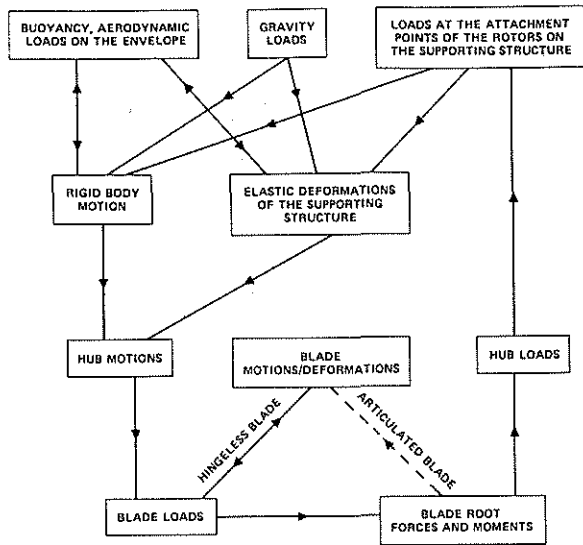 BUOYANCY, AERODYNAMIC
LOADS ON THE ENVELOPE
GRAVITY
LOADS
LOADS AT THE ATTACHMENT
POINTS OF THE ROTORS ON
THE SUPPORTING STRUCTURE
RIGID BODY
MOTION
ELASTIC DEFORMATIONS
OF THE SUPPORTING
STRUCTURE
HUB MOTIONS
BLADE
MOTIONS/DEFORMATIONS
HUB LOADS
HINGELESS BLADE
ARTICULATED BLADE
BLADE LOADS
BLADE ROOT
FORCES AND MOMENTS